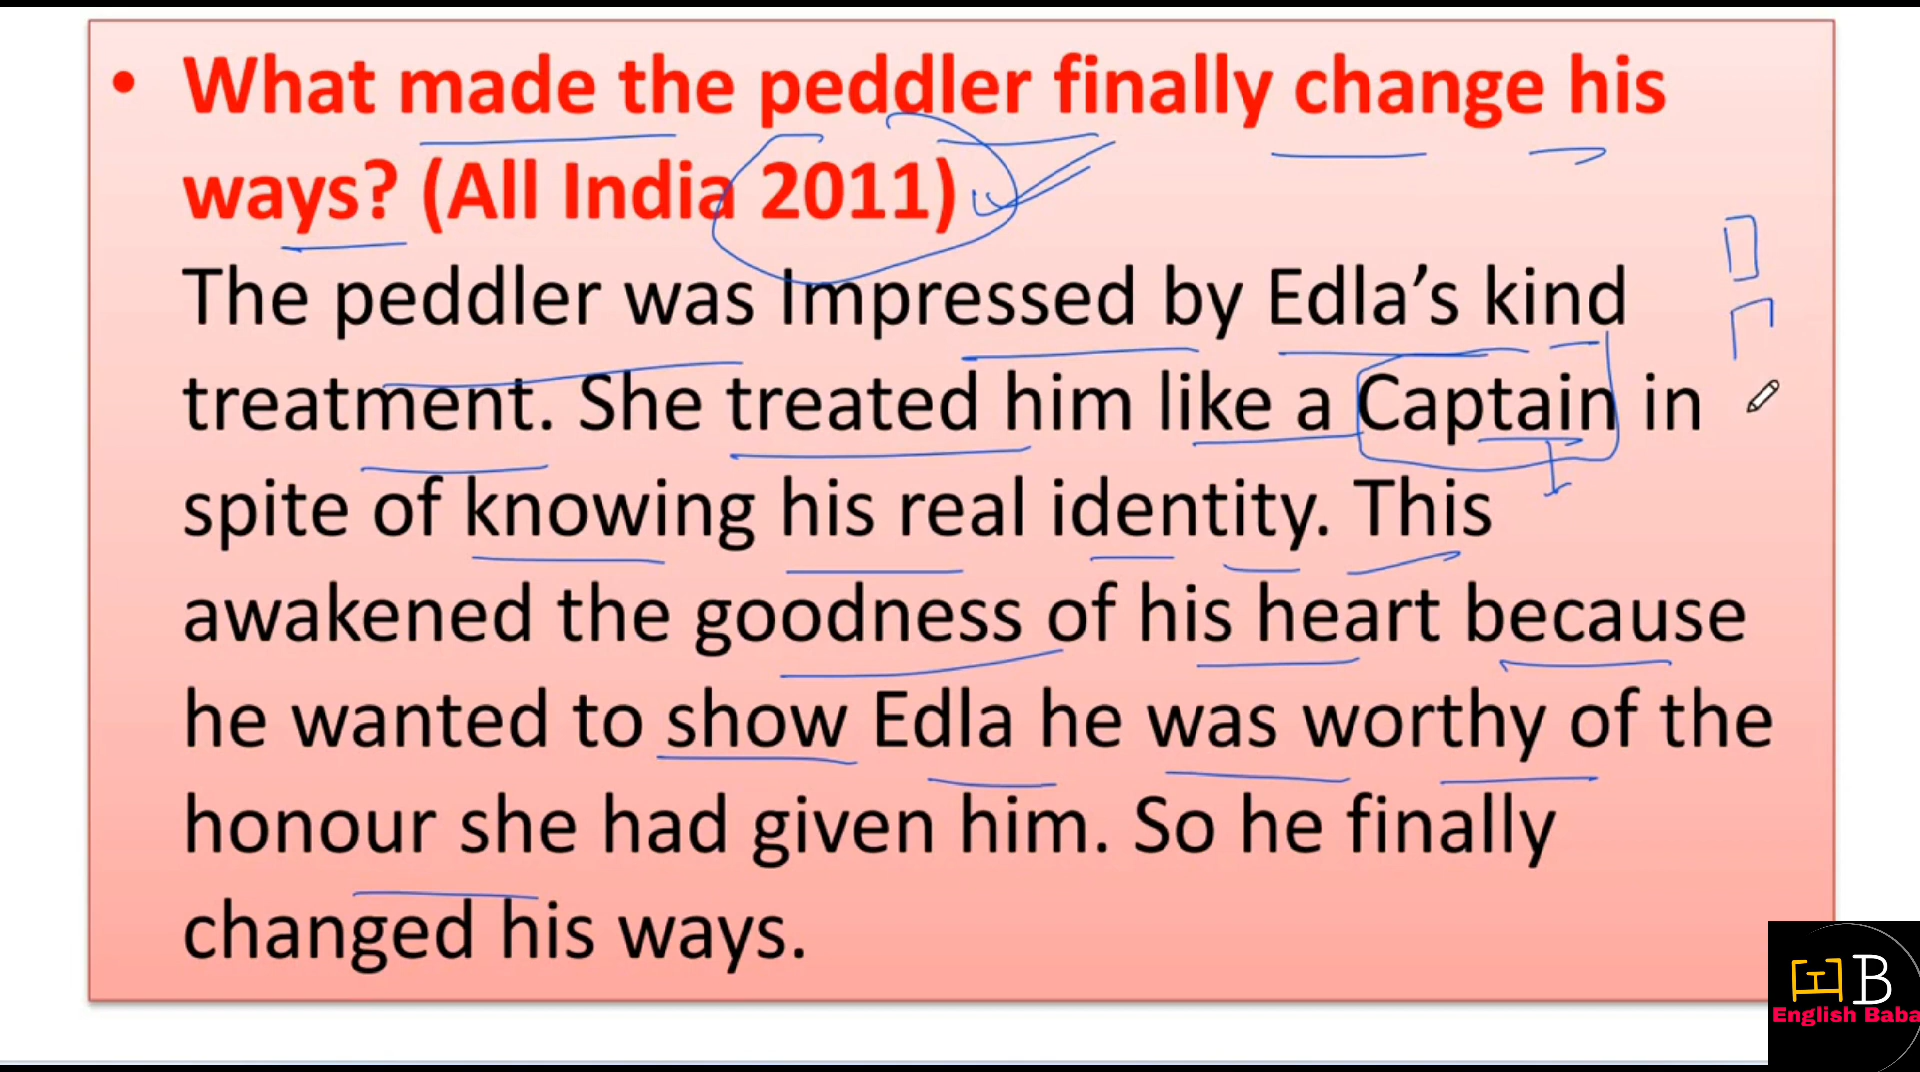 • What made the peddler finally change his
ways? (All India 2011)
The peddler was Impressed by Edla’s kind
treatment. She treated him like a Captain in
spite of knowing his real identity. This
awakened the goodness of his heart because
he wanted to show Edla he was worthy of the
honour she had given him. So he finally
changed his ways.
B
English Baba